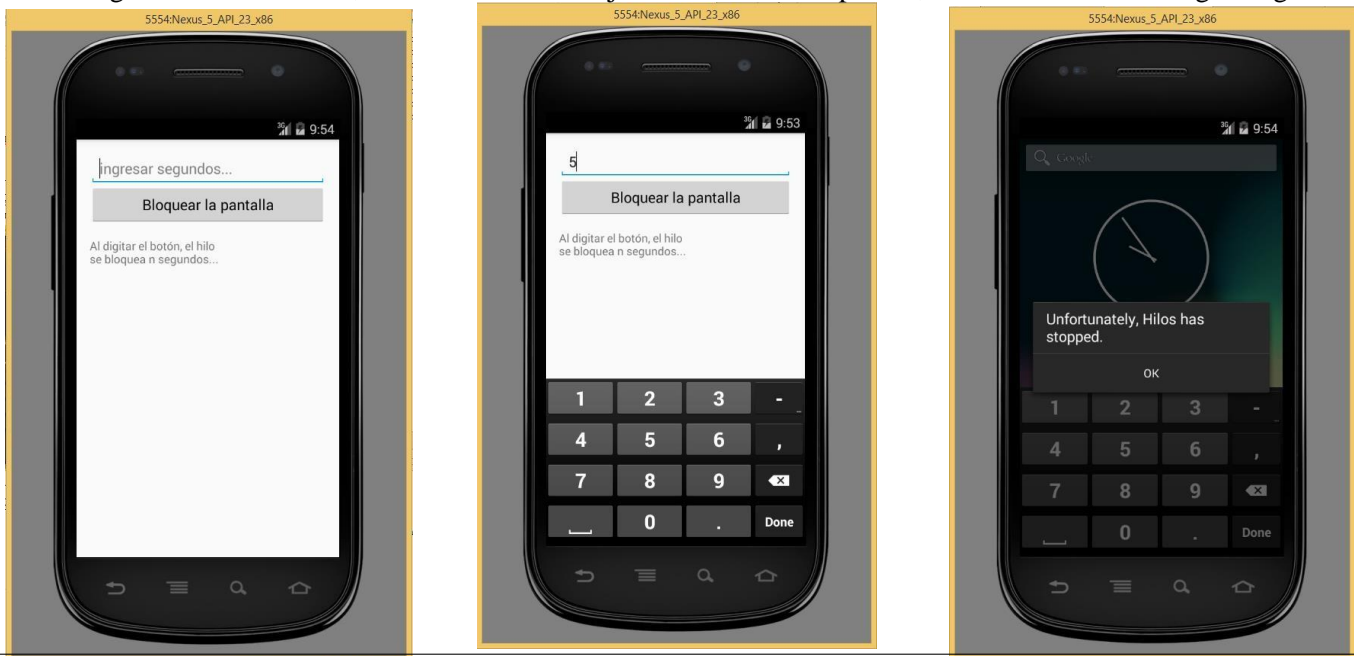 5554:Nexus_5_API_23_x86
3G 9:54
ingresar segundos...
Bloquear la pantalla
Al digitar el botón, el hilo
se bloquea n segundos...
5554:Nexus_5_API_23_x86
3G 9:53
5
Bloquear la pantalla
Al digitar el botón, el hilo
se bloquea n segundos...
1 2 3 -
4 5 6 ,
7 8 9
0 . Done
5554:Nexus_5_API_23_x86
3G 9:54
Google
Unfortunately, Hilos has
stopped.
OK
1 2 3 -
4 5 6 ,
7 8 9
0 . Done